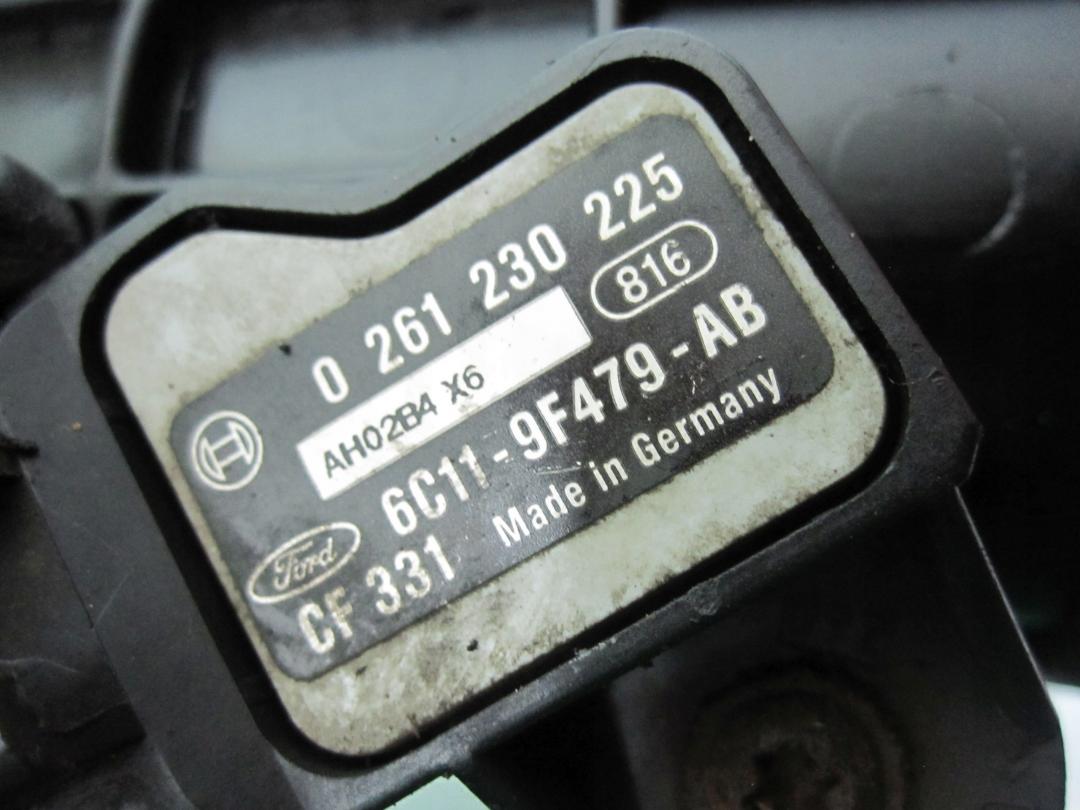 0 261 230 225
816
AH02B4 X6
6C11-9F479-AB
Made in Germany
Ford
CF 331